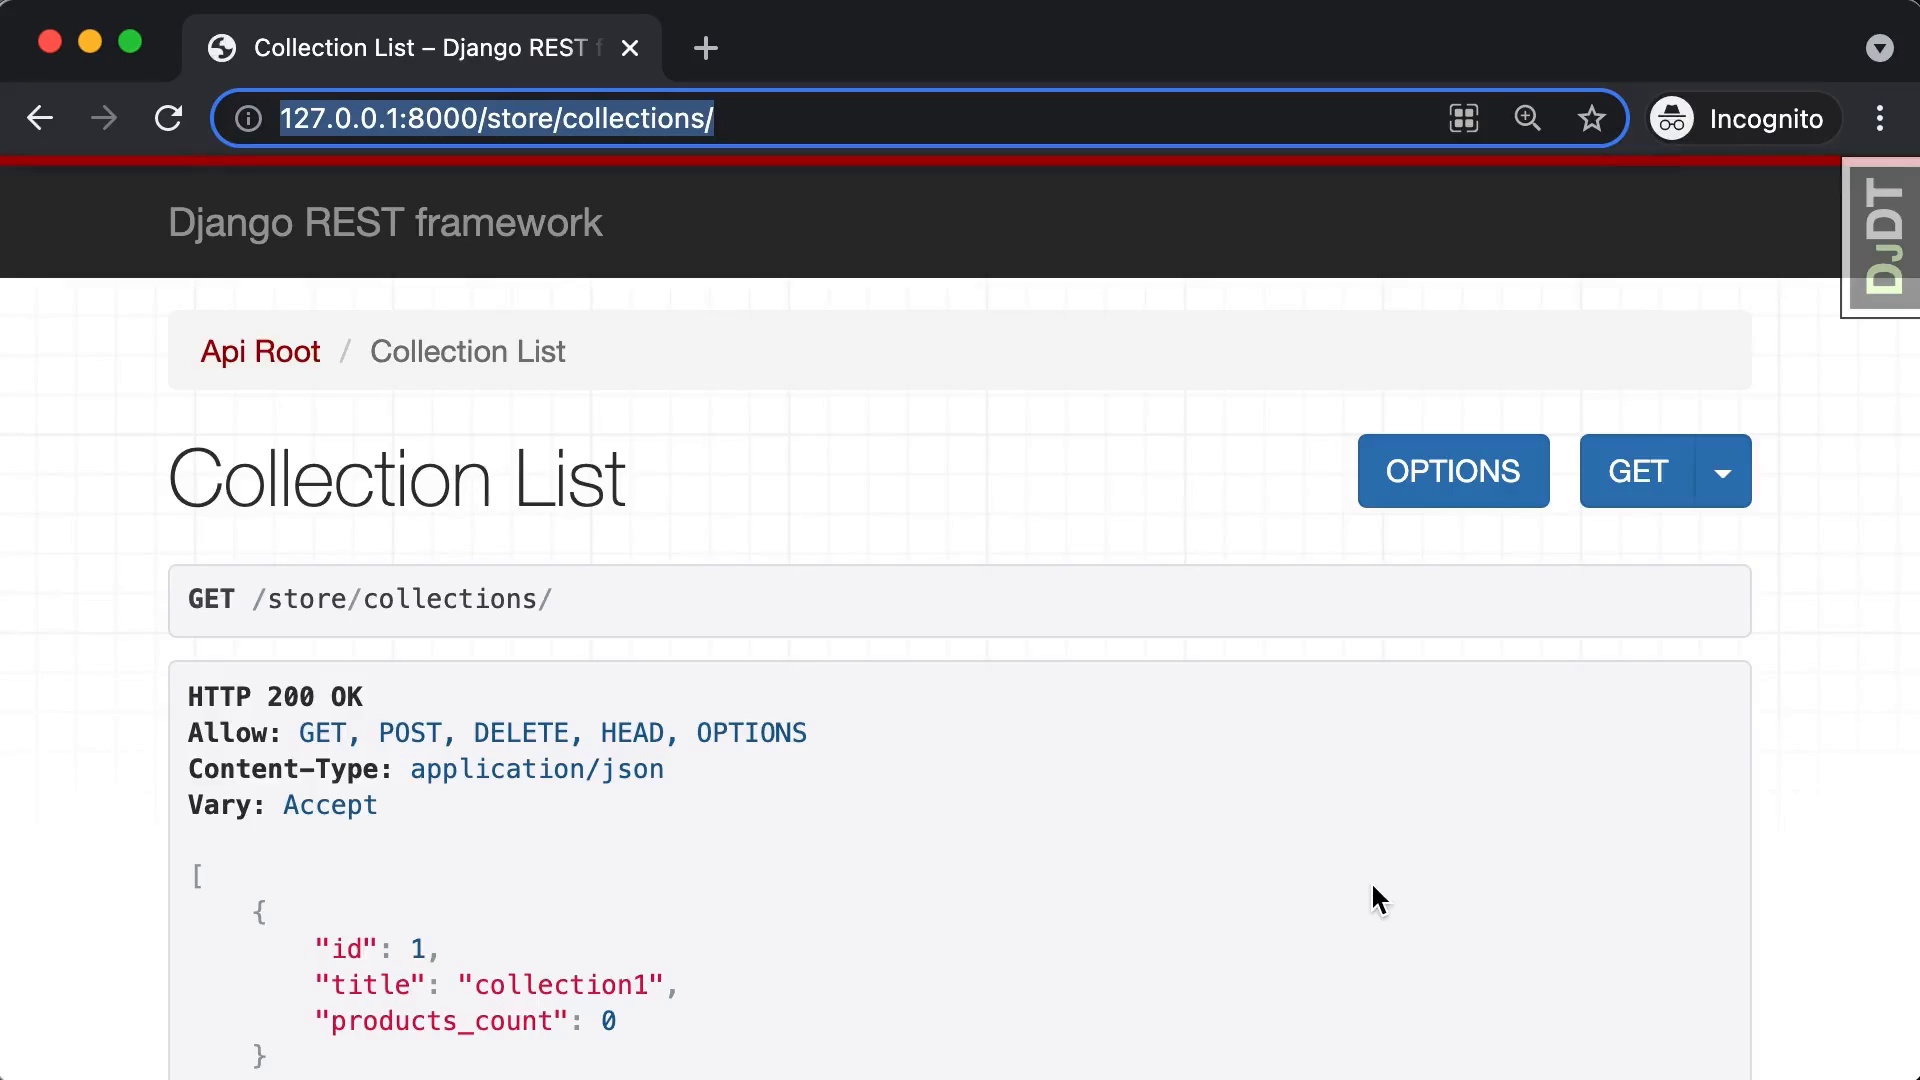 Collection List – Django REST f
127.0.0.1:8000/store/collections/
Incognito
Django REST framework
DJDT
Api Root / Collection List
Collection List
OPTIONS
GET
GET /store/collections/
HTTP 200 OK
Allow: GET, POST, DELETE, HEAD, OPTIONS
Content-Type: application/json
Vary: Accept
[
{
"id": 1,
"title": "collection1",
"products_count": 0
}